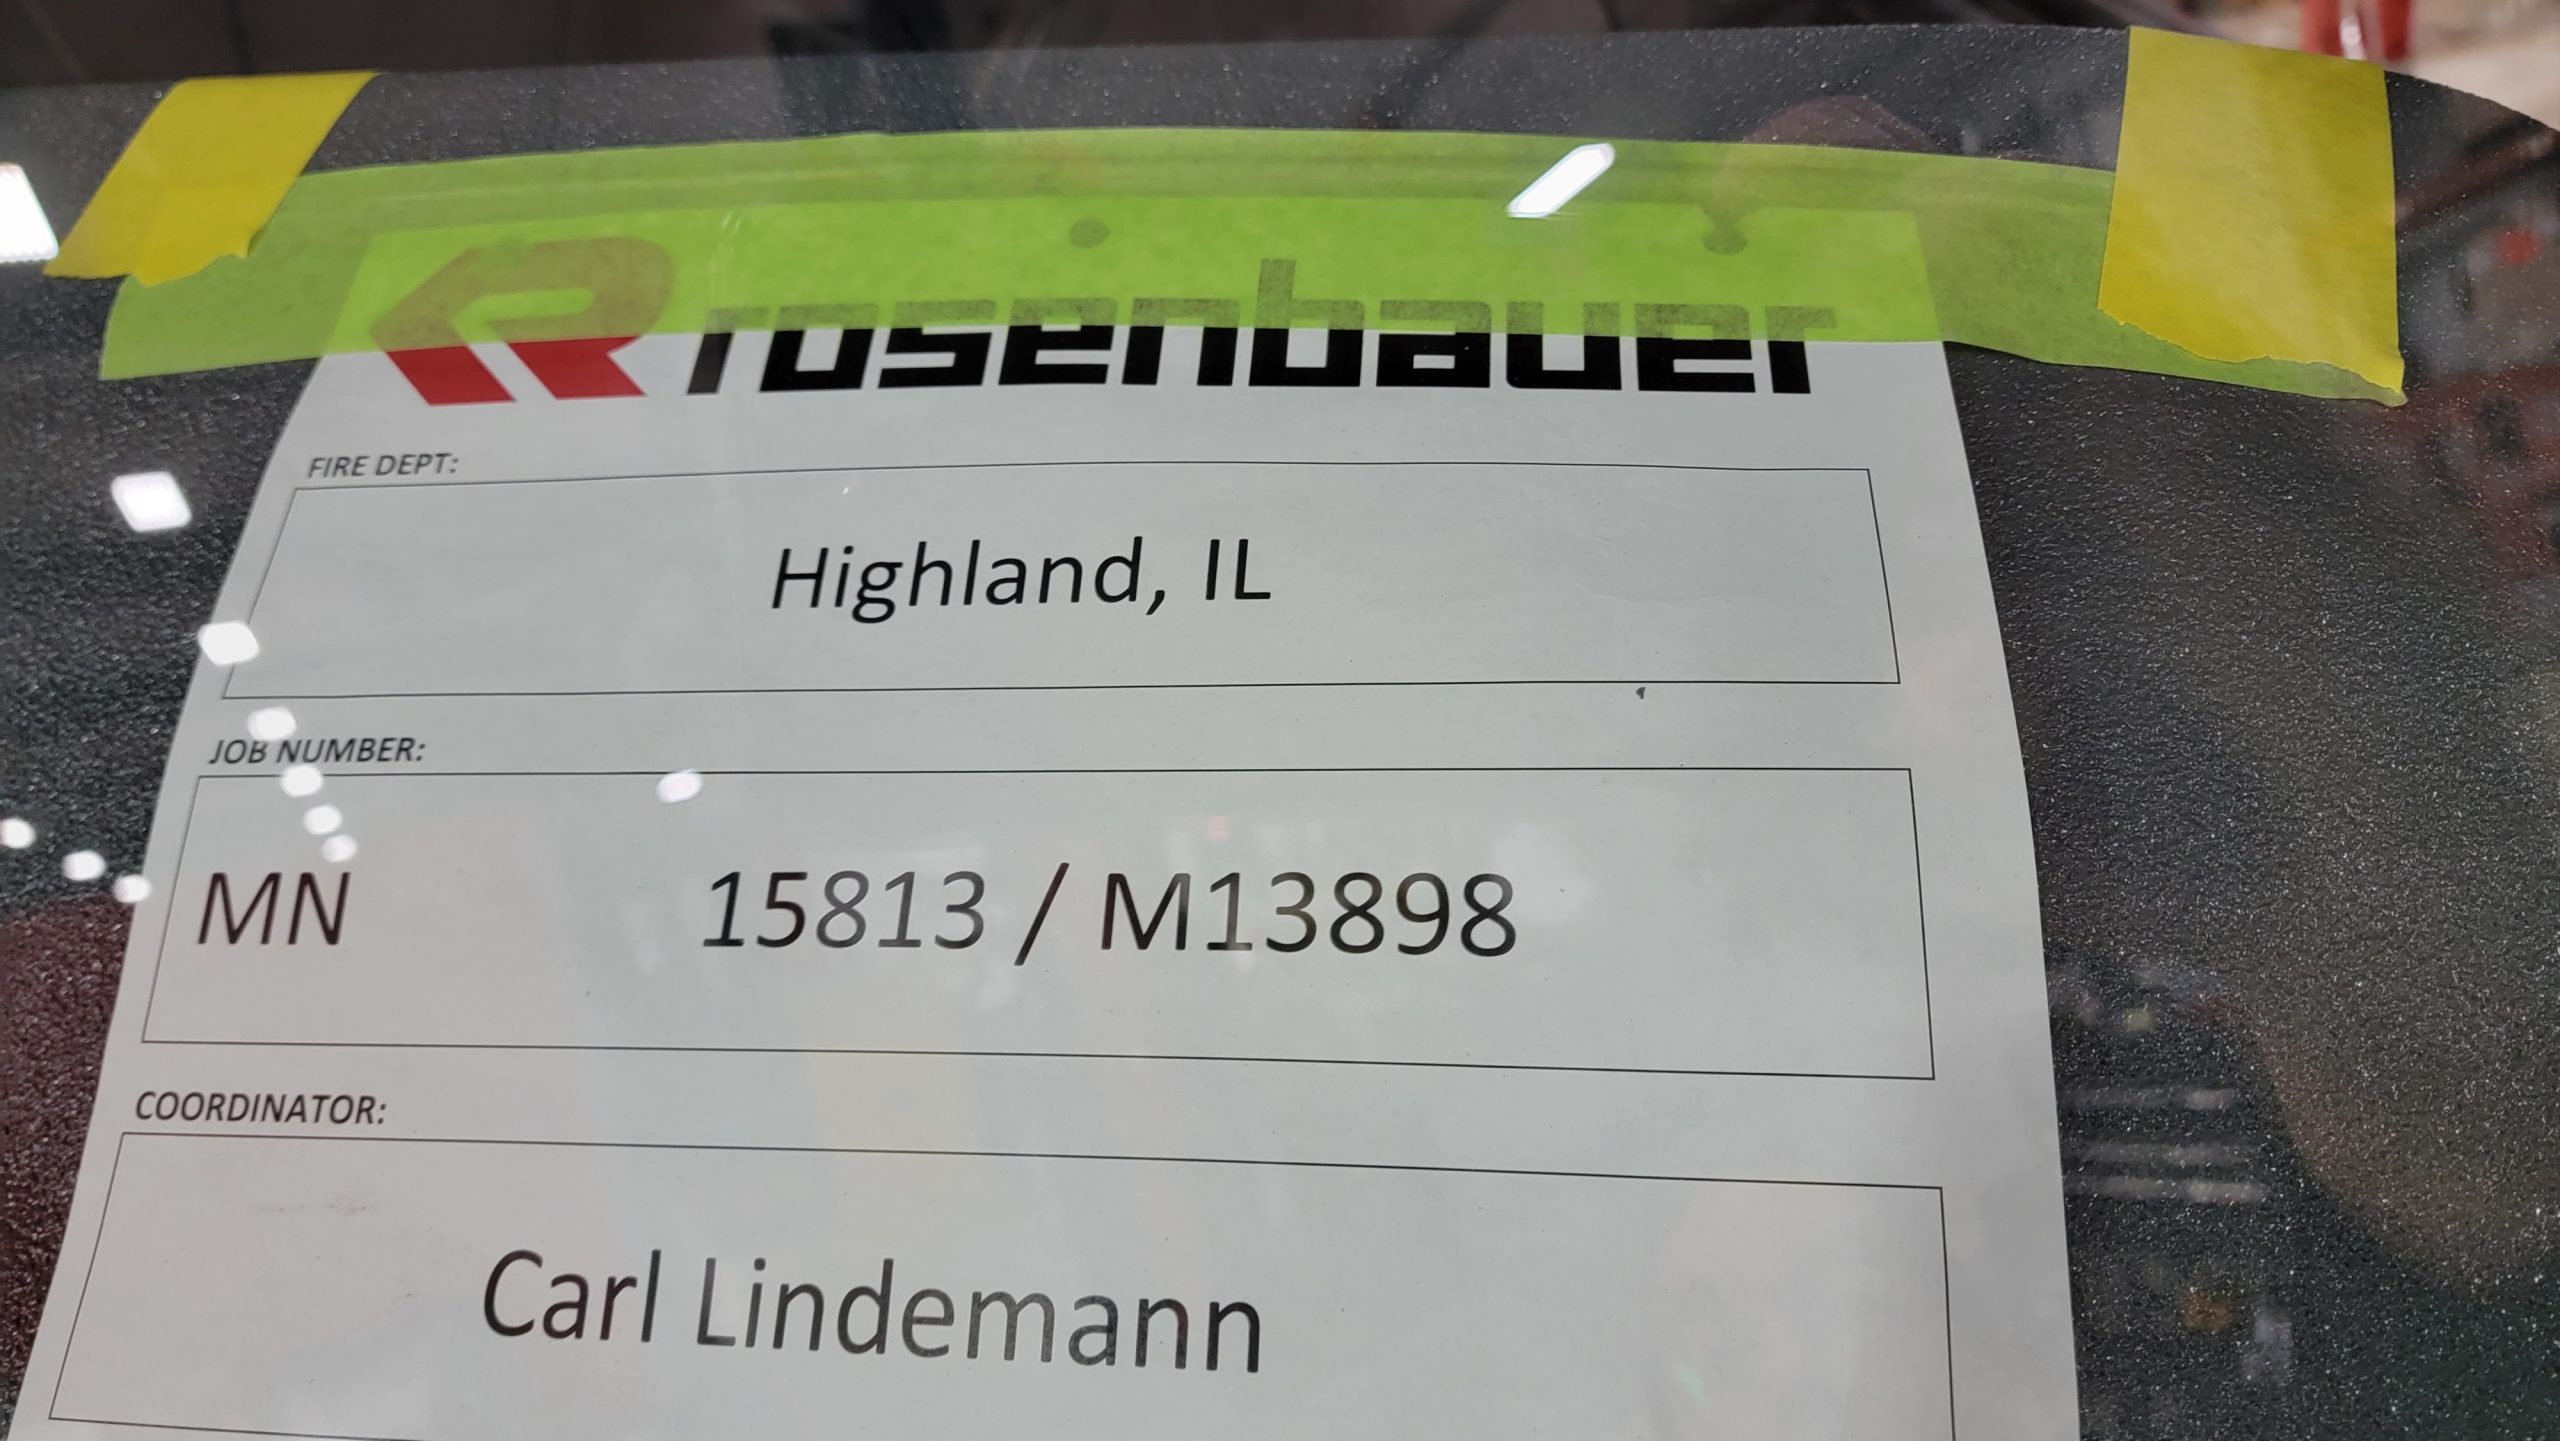 rosenbauer
FIRE DEPT:
Highland, IL
JOB NUMBER:
MN 15813 / M13898
COORDINATOR:
Carl Lindemann